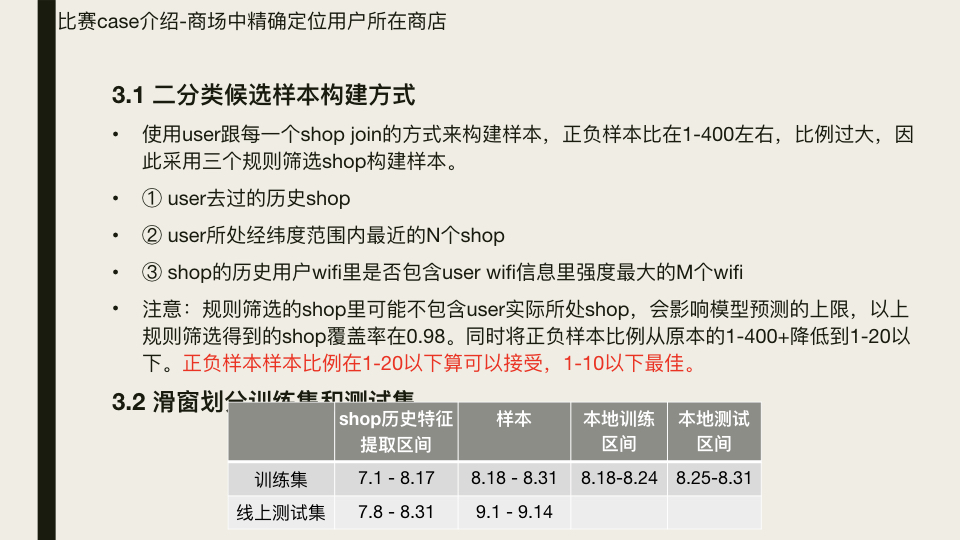 比赛case介绍-商场中精确定位用户所在商店
3.1 二分类候选样本构建方式
• 使用user跟每一个shop join的方式来构建样本，正负样本比在1-400左右，比例过大，因
此采用三个规则筛选shop构建样本。
• ① user去过的历史shop
• ② user所处经纬度范围内最近的N个shop
• ③ shop的历史用户wifi里是否包含user wifi信息里强度最大的M个wifi
• 注意：规则筛选的shop里可能不包含user实际所处shop，会影响模型预测的上限，以上
规则筛选得到的shop覆盖率在0.98。同时将正负样本比例从原本的1-400+降低到1-20以
下。正负样本样本比例在1-20以下算可以接受，1-10以下最佳。
3.2 滑窗划分训练集和测试集
shop历史特征 样本 本地训练 本地测试
提取区间 区间 区间
训练集 7.1 - 8.17 8.18 - 8.31 8.18-8.24 8.25-8.31
线上测试集 7.8 - 8.31 9.1 - 9.14